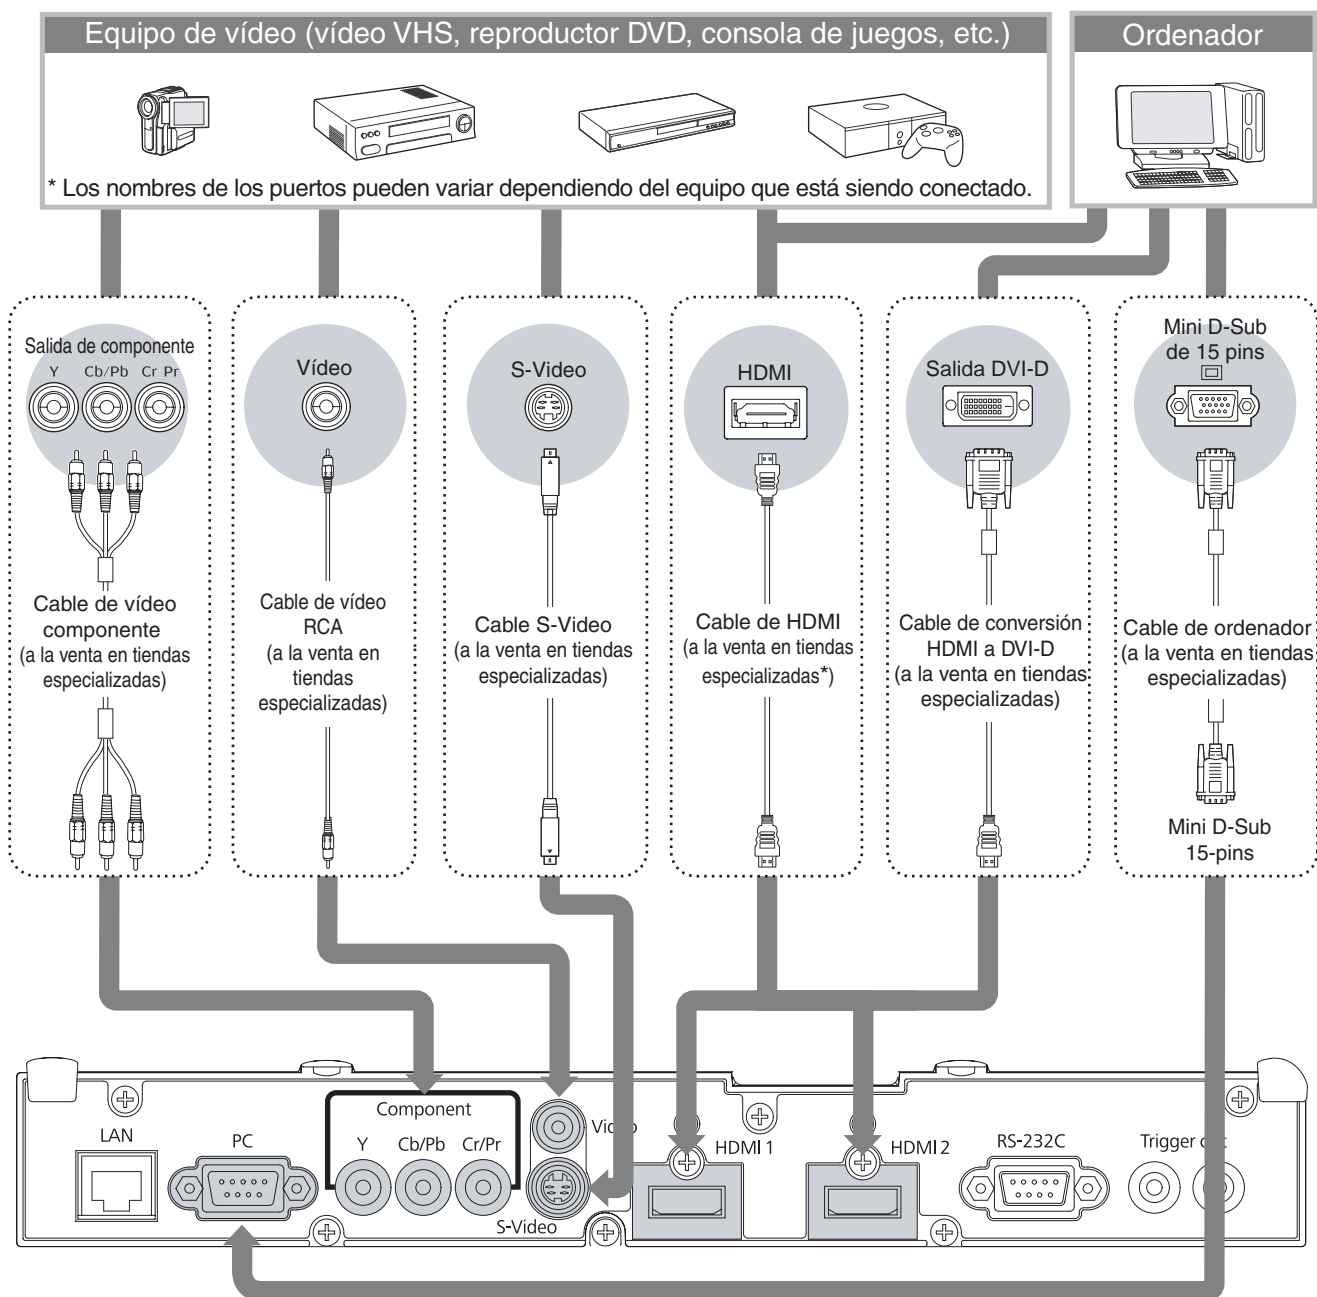 Equipo de vídeo (vídeo VHS, reproductor DVD, consola de juegos, etc.)
Ordenador
* Los nombres de los puertos pueden variar dependiendo del equipo que está siendo conectado.
Salida de componente
Y Cb/Pb Cr Pr
Cable de vídeo
componente
(a la venta en tiendas
especializadas)
Vídeo
Cable de vídeo
RCA
(a la venta en
tiendas
especializadas)
S-Video
Cable S-Video
(a la venta en tiendas
especializadas)
HDMI
Cable de HDMI
(a la venta en tiendas
especializadas*)
Salida DVI-D
Cable de conversión
HDMI a DVI-D
(a la venta en tiendas
especializadas)
Mini D-Sub
de 15 pins
Cable de ordenador
(a la venta en tiendas
especializadas)
Mini D-Sub
15-pins
LAN
PC
Component
Y Cb/Pb Cr/Pr
Video
S-Video
HDMI 1
HDMI 2
RS-232C
Trigger out